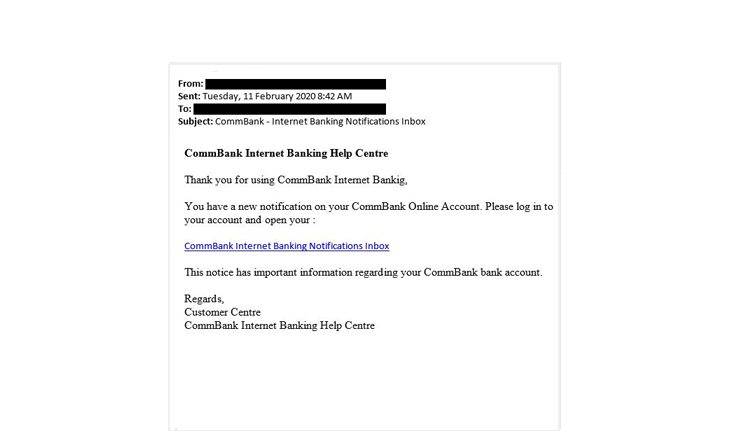 From:
Sent: Tuesday, 11 February 2020 8:42 AM
To:
Subject: CommBank - Internet Banking Notifications Inbox
CommBank Internet Banking Help Centre
Thank you for using CommBank Internet Bankig,
You have a new notification on your CommBank Online Account. Please log in to
your account and open your :
CommBank Internet Banking Notifications Inbox
This notice has important information regarding your CommBank bank account.
Regards,
Customer Centre
CommBank Internet Banking Help Centre